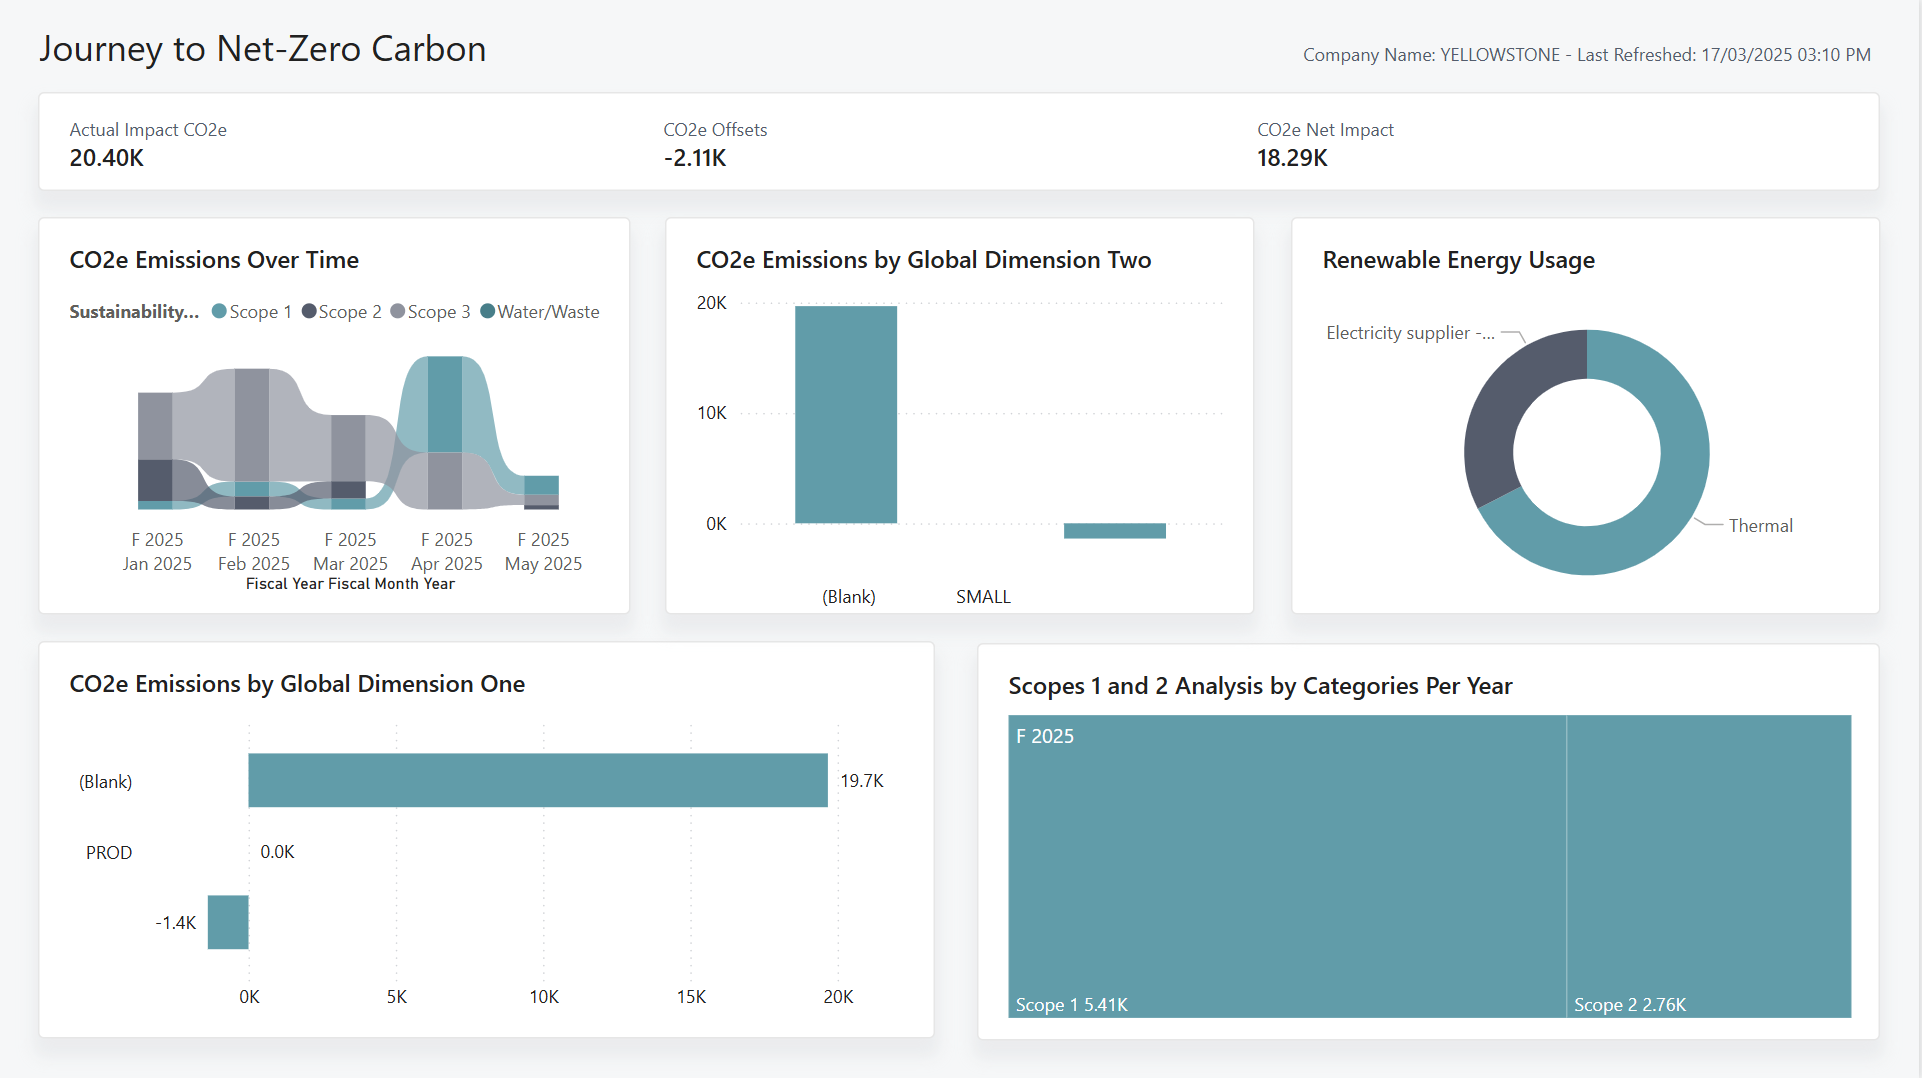 Journey to Net-Zero Carbon
Company Name: YELLOWSTONE - Last Refreshed: 17/03/2025 03:10 PM
Actual Impact CO2e
20.40K
CO2e Offsets
-2.11K
CO2e Net Impact
18.29K
CO2e Emissions Over Time
Sustainability... Scope 1 Scope 2 Scope 3 Water/Waste
F 2025 F 2025 F 2025 F 2025 F 2025
Jan 2025 Feb 2025 Mar 2025 Apr 2025 May 2025
Fiscal Year Fiscal Month Year
CO2e Emissions by Global Dimension Two
20K
10K
0K
(Blank) SMALL
Renewable Energy Usage
Electricity supplier -...
Thermal
CO2e Emissions by Global Dimension One
(Blank) 19.7K
PROD 0.0K
-1.4K
0K 5K 10K 15K 20K
Scopes 1 and 2 Analysis by Categories Per Year
F 2025
Scope 1 5.41K Scope 2 2.76K